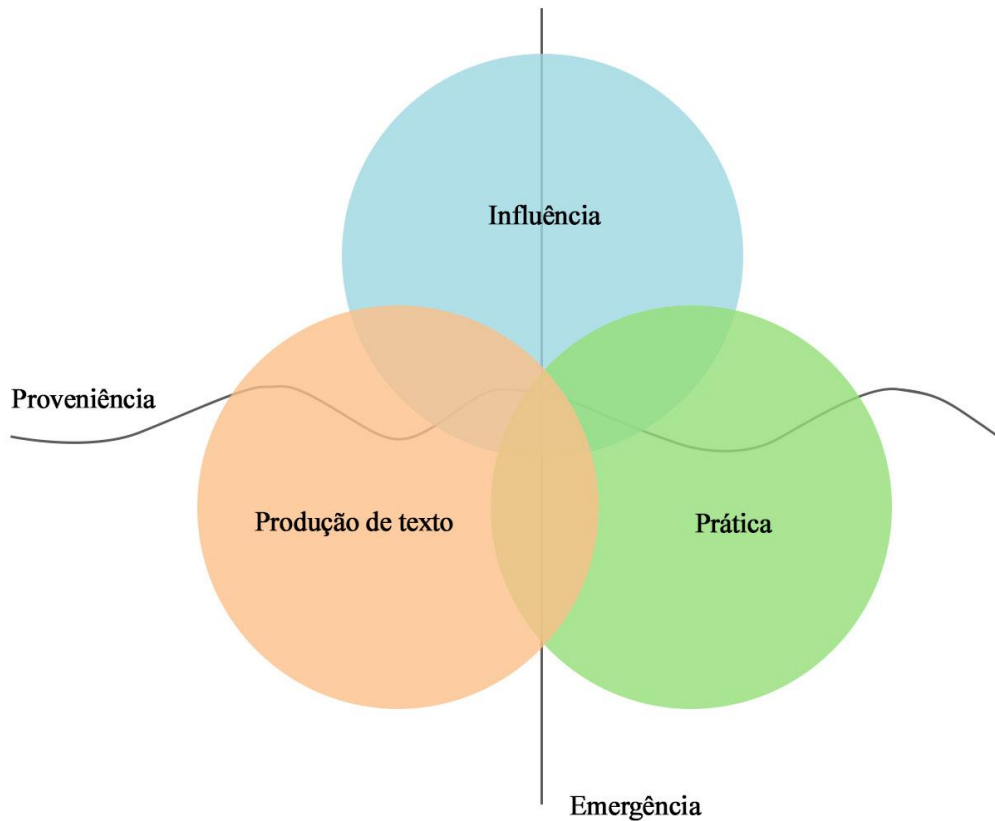 Influência
Proveniência
Produção de texto
Prática
Emergência